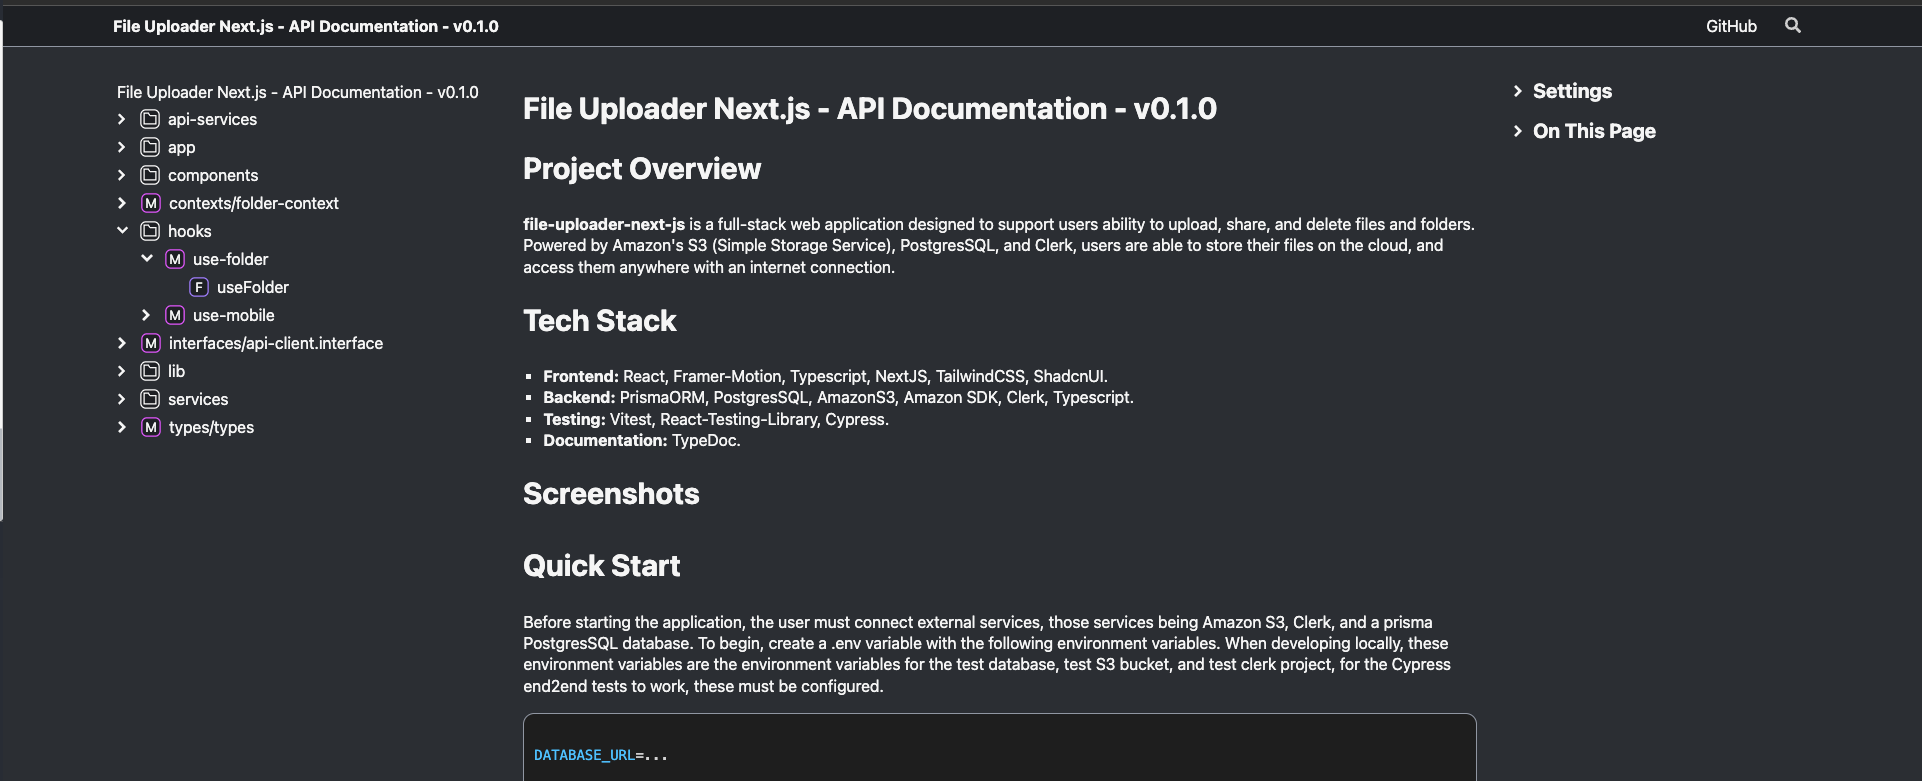 File Uploader Next.js - API Documentation - v0.1.0
GitHub
File Uploader Next.js - API Documentation - v0.1.0
api-services
app
components
M contexts/folder-context
hooks
M use-folder
F useFolder
M use-mobile
M interfaces/api-client.interface
lib
services
M types/types
File Uploader Next.js - API Documentation - v0.1.0
Project Overview
file-uploader-next-js is a full-stack web application designed to support users ability to upload, share, and delete files and folders.
Powered by Amazon's S3 (Simple Storage Service), PostgresSQL, and Clerk, users are able to store their files on the cloud, and
access them anywhere with an internet connection.
Tech Stack
Frontend: React, Framer-Motion, Typescript, NextJS, TailwindCSS, ShadcnUI.
Backend: PrismaORM, PostgresSQL, AmazonS3, Amazon SDK, Clerk, Typescript.
Testing: Vitest, React-Testing-Library, Cypress.
Documentation: TypeDoc.
Screenshots
Quick Start
Before starting the application, the user must connect external services, those services being Amazon S3, Clerk, and a prisma
PostgresSQL database. To begin, create a .env variable with the following environment variables. When developing locally, these
environment variables are the environment variables for the test database, test S3 bucket, and test clerk project, for the Cypress
end2end tests to work, these must be configured.
DATABASE_URL=...
Settings
On This Page